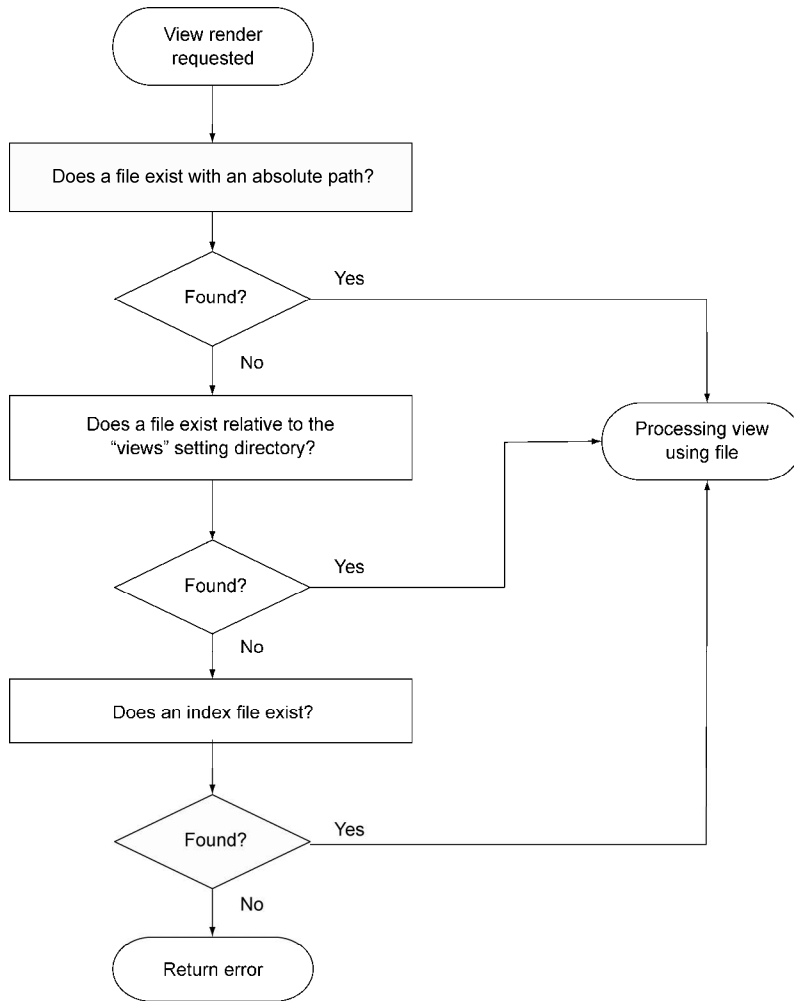 View render
requested
Does a file exist with an absolute path?
Found?
Yes
No
Does a file exist relative to the
“views” setting directory?
Processing view
using file
Found?
Yes
No
Does an index file exist?
Found?
Yes
No
Return error